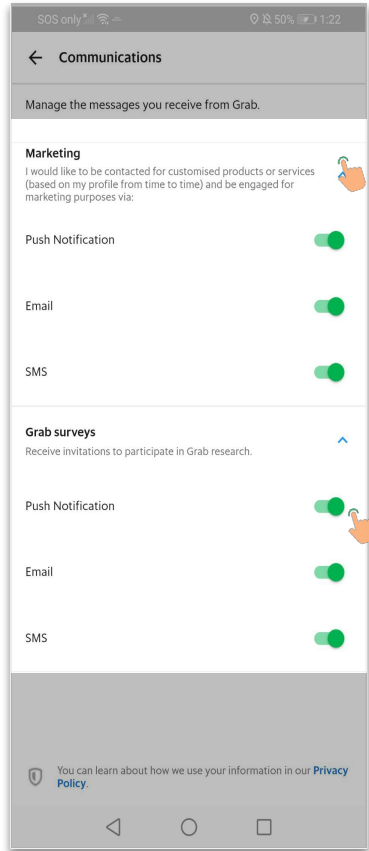 SOS only 50% 1:22
Communications
Manage the messages you receive from Grab.
Marketing
I would like to be contacted for customised products or services
(based on my profile from time to time) and be engaged for
marketing purposes via:
Push Notification
Email
SMS
Grab surveys
Receive invitations to participate in Grab research.
Push Notification
Email
SMS
You can learn about how we use your information in our Privacy
Policy.